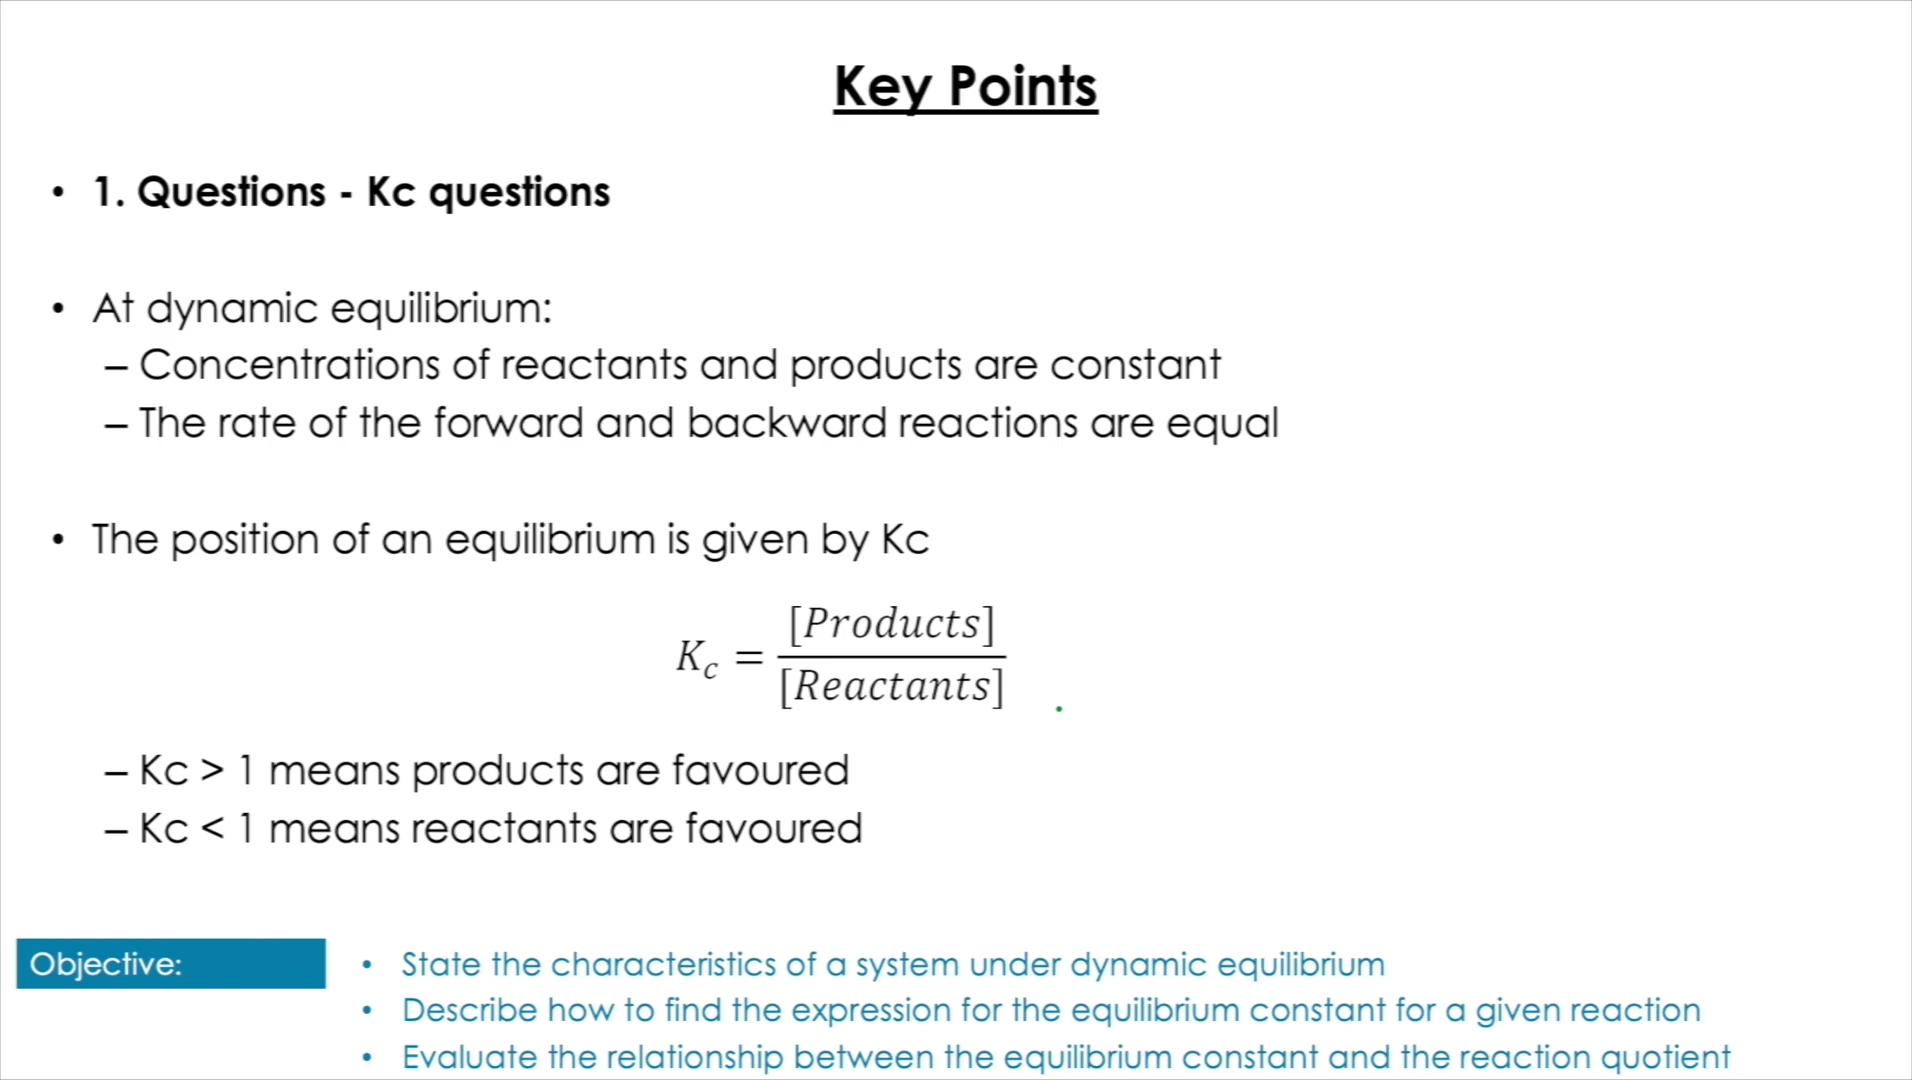 Key Points
• 1. Questions - Kc questions
• At dynamic equilibrium:
– Concentrations of reactants and products are constant
– The rate of the forward and backward reactions are equal
• The position of an equilibrium is given by Kc
K_c = [Products] / [Reactants]
– Kc > 1 means products are favoured
– Kc < 1 means reactants are favoured
Objective:
• State the characteristics of a system under dynamic equilibrium
• Describe how to find the expression for the equilibrium constant for a given reaction
• Evaluate the relationship between the equilibrium constant and the reaction quotient